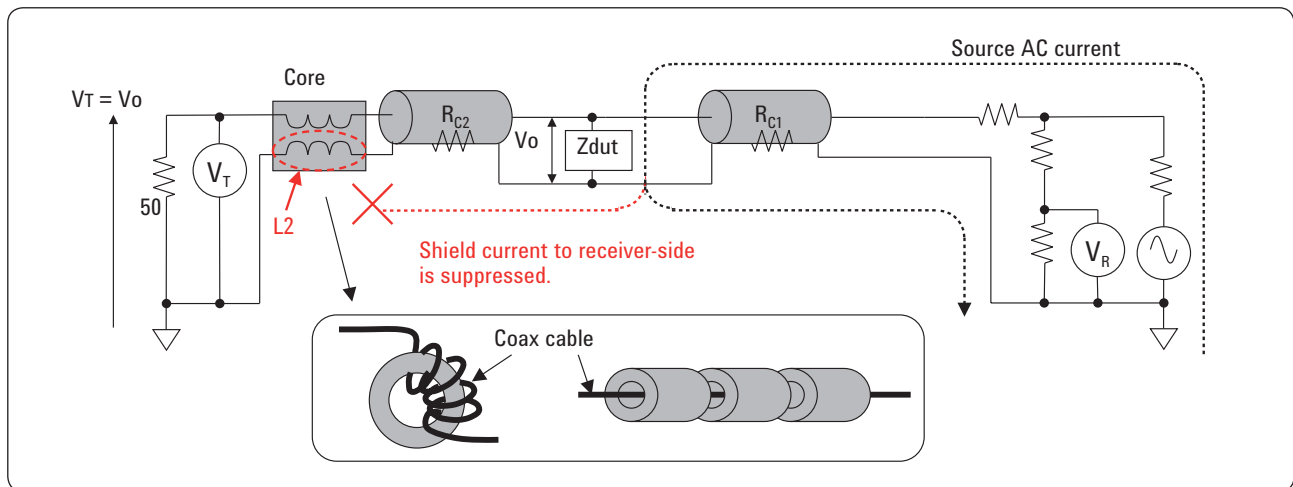 Source AC current
Core
VT = Vo
RC2
RC1
Vo
Zdut
VT
50
L2
VR
Shield current to receiver-side
is suppressed.
Coax cable